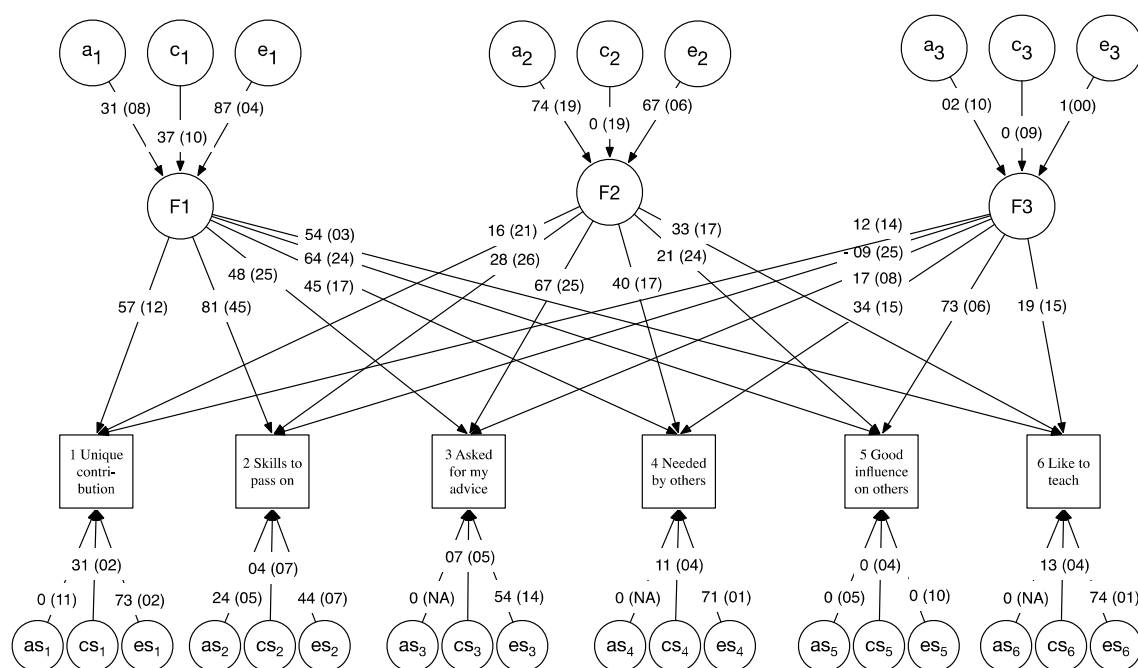 a1 c1 e1 a2 c2 e2 a3 c3 e3
31 (08) 87 (04) 74 (19) 67 (06) 02 (10) 1(00)
37 (10) 0 (19) 0 (09)
F1 F2 F3
54 (03) 16 (21) 33 (17) 12 (14)
64 (24) 28 (26) 21 (24) - 09 (25)
48 (25) 45 (17) 67 (25) 40 (17) 17 (08)
57 (12) 81 (45) 34 (15) 73 (06) 19 (15)
1 Unique
contri-
bution
2 Skills to
pass on
3 Asked
for my
advice
4 Needed
by others
5 Good
influence
on others
6 Like to
teach
31 (02) 04 (07) 07 (05) 11 (04) 0 (04) 13 (04)
0 (11) 73 (02) 24 (05) 44 (07) 0 (NA) 54 (14) 0 (NA) 71 (01) 0 (05) 0 (10) 0 (NA) 74 (01)
as1 cs1 es1 as2 cs2 es2 as3 cs3 es3 as4 cs4 es4 as5 cs5 es5 as6 cs6 es6